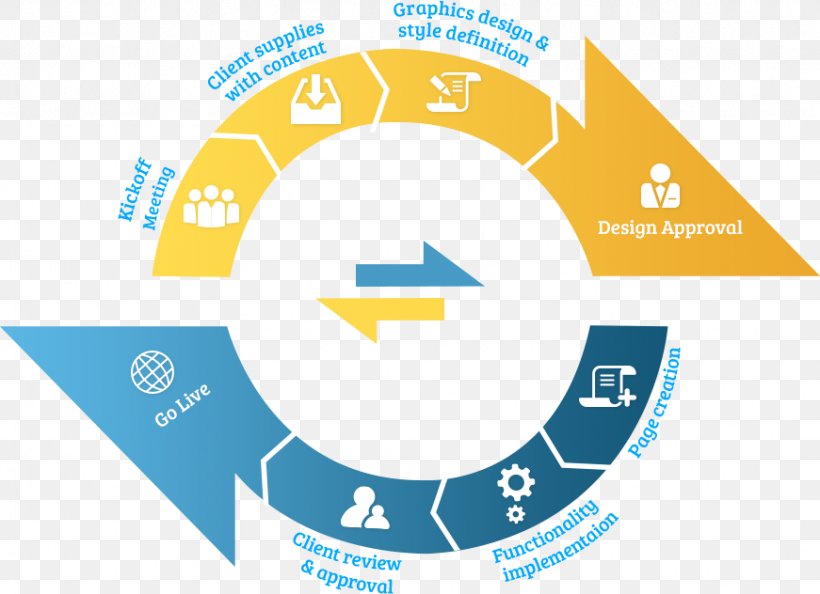 Kickoff
Meeting
Client supplies
with content
Graphics design &
style definition
Design Approval
Page creation
Functionality
implementaion
Client review
& approval
Go Live